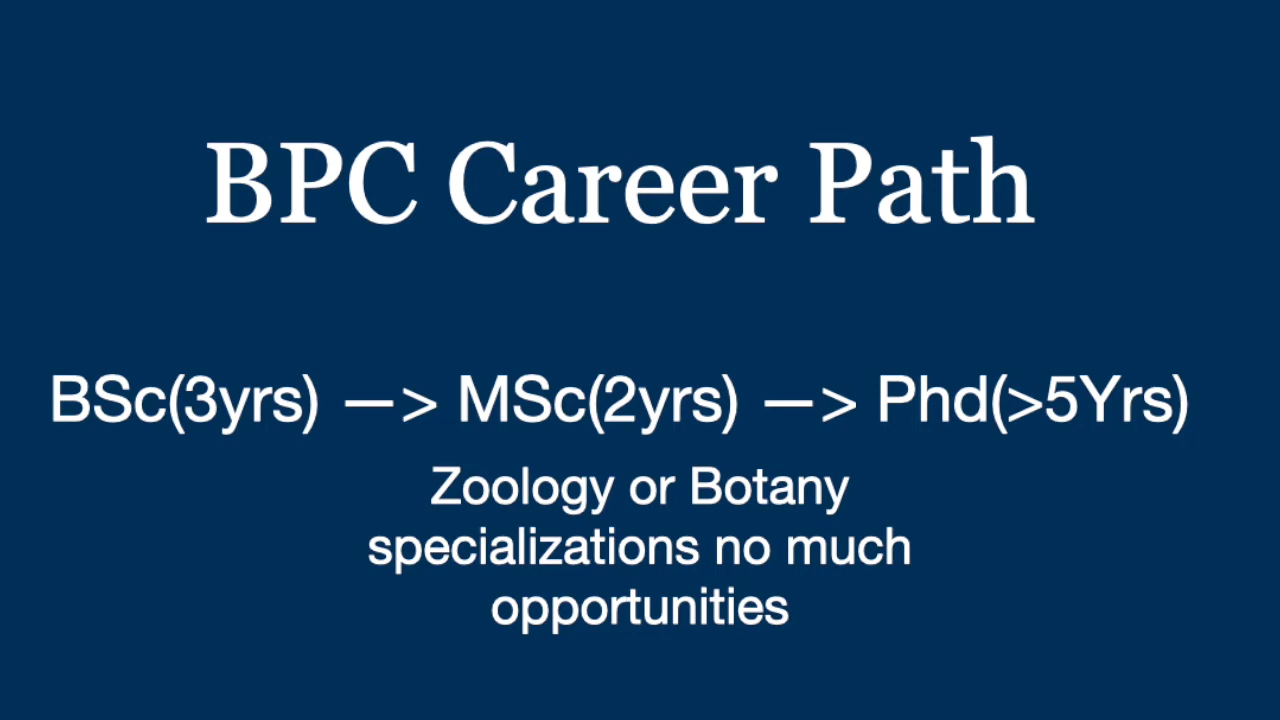 BPC Career Path
BSc(3yrs) —> MSc(2yrs) —> Phd(>5Yrs)
Zoology or Botany
specializations no much
opportunities